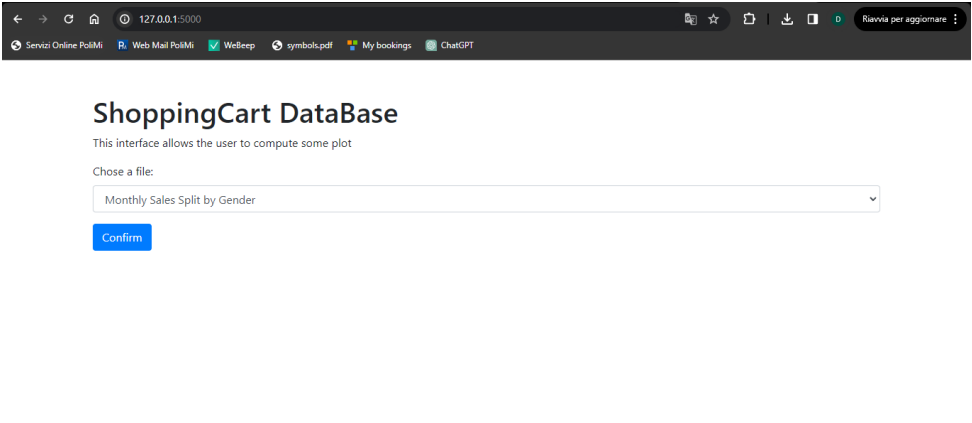 127.0.0.1:5000
D
Riavvia per aggiornare
Servizi Online PoliMi Web Mail PoliMi WeBeep symbols.pdf My bookings ChatGPT
ShoppingCart DataBase
This interface allows the user to compute some plot
Chose a file:
Monthly Sales Split by Gender
Confirm